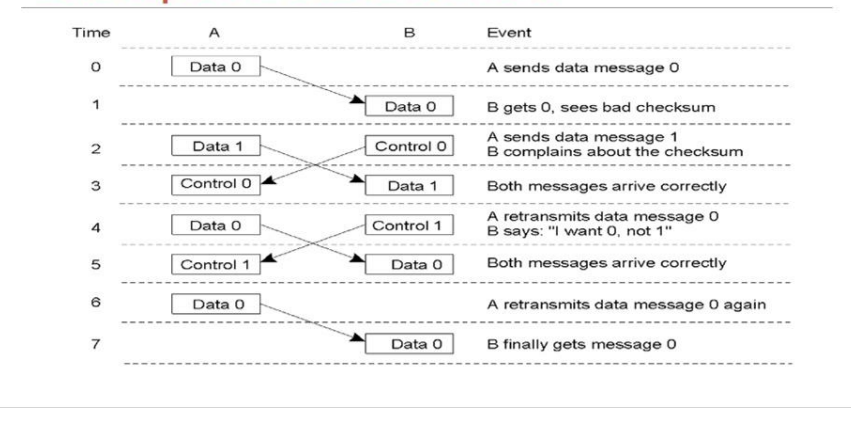 Time A B Event
0 Data 0 A sends data message 0
1 Data 0 B gets 0, sees bad checksum
2 Data 1 Control 0 A sends data message 1
B complains about the checksum
3 Control 0 Data 1 Both messages arrive correctly
4 Data 0 Control 1 A retransmits data message 0
B says: "I want 0, not 1"
5 Control 1 Data 0 Both messages arrive correctly
6 Data 0 A retransmits data message 0 again
7 Data 0 B finally gets message 0